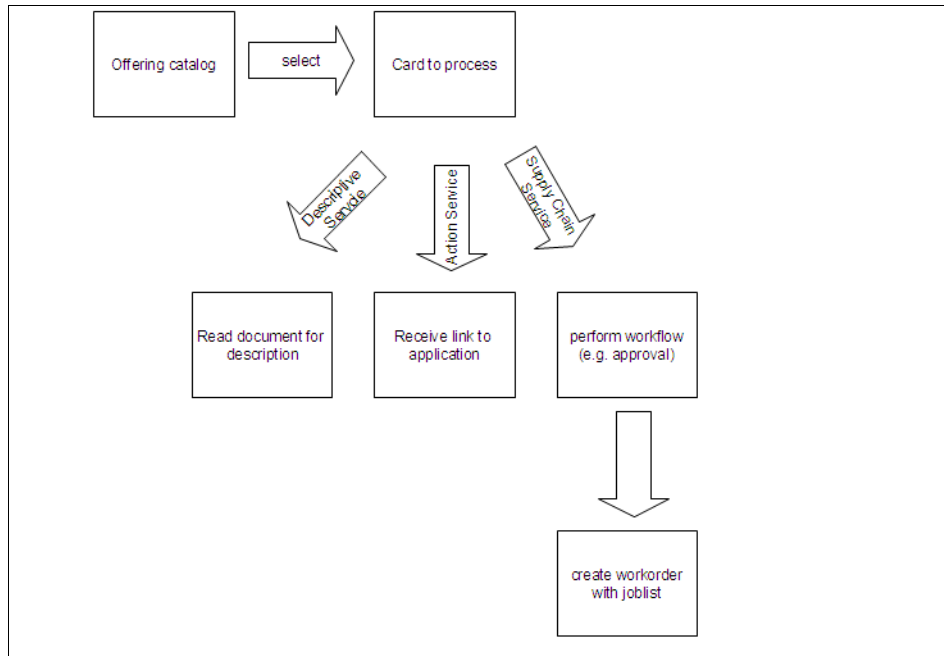 Offering catalog
select
Card to process
Descriptive
Servcie
Action Service
Supply Chain
Service
Read document for
description
Receive link to
application
perform workflow
(e.g. approval)
create workorder
with joblist